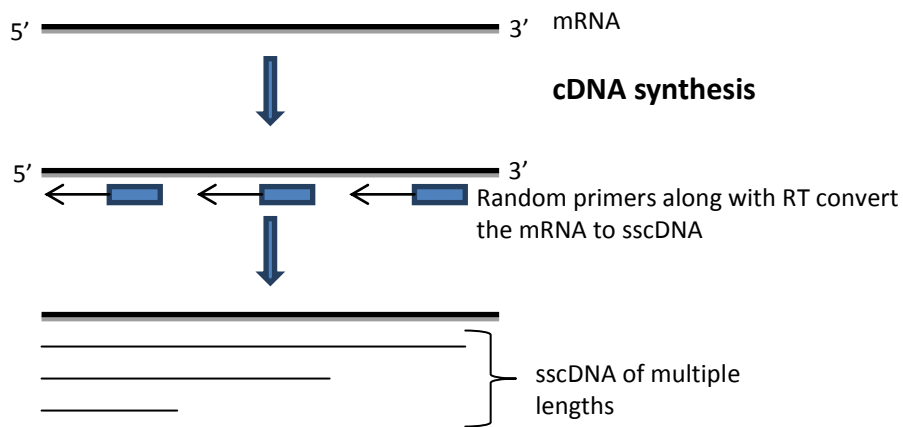 5’ 3’ mRNA
cDNA synthesis
5’ 3’
Random primers along with RT convert
the mRNA to sscDNA
sscDNA of multiple
lengths